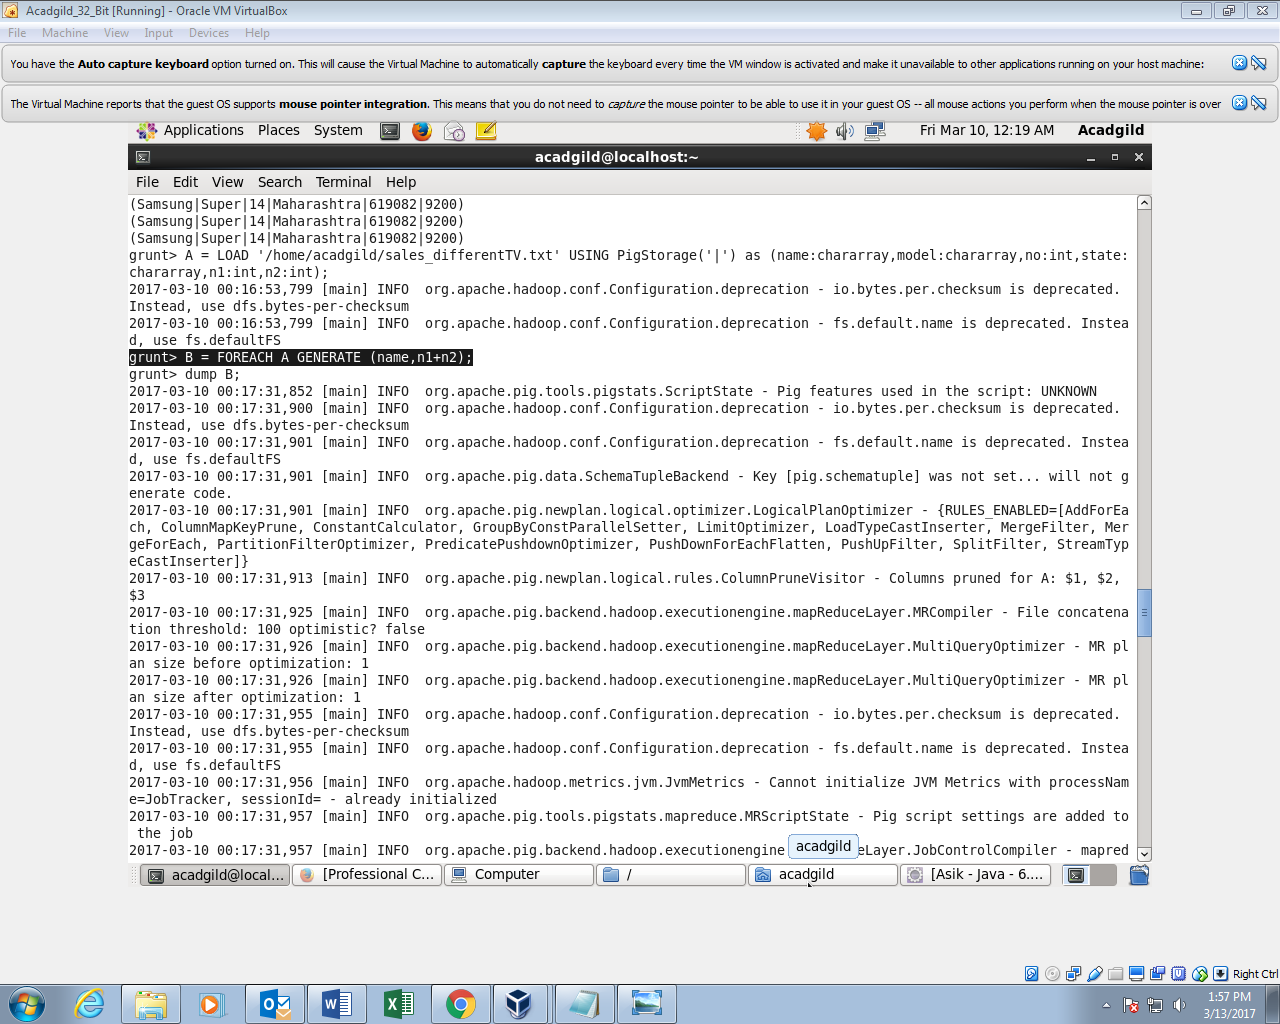 Acadgild_32_Bit [Running] - Oracle VM VirtualBox
File Machine View Input Devices Help
You have the Auto capture keyboard option turned on. This will cause the Virtual Machine to automatically capture the keyboard every time the VM window is activated and make it unavailable to other applications running on your host machine:
The Virtual Machine reports that the guest OS supports mouse pointer integration. This means that you do not need to capture the mouse pointer to be able to use it in your guest OS -- all mouse actions you perform when the mouse pointer is over
Applications Places System Fri Mar 10, 12:19 AM Acadgild
acadgild@localhost:~
File Edit View Search Terminal Help
(Samsung|Super|14|Maharashtra|619082|9200)
(Samsung|Super|14|Maharashtra|619082|9200)
(Samsung|Super|14|Maharashtra|619082|9200)
grunt> A = LOAD '/home/acadgild/sales_differentTV.txt' USING PigStorage('|') as (name:chararray,model:chararray,no:int,state:
chararray,n1:int,n2:int);
2017-03-10 00:16:53,799 [main] INFO  org.apache.hadoop.conf.Configuration.deprecation - io.bytes.per.checksum is deprecated.
Instead, use dfs.bytes-per-checksum
2017-03-10 00:16:53,799 [main] INFO  org.apache.hadoop.conf.Configuration.deprecation - fs.default.name is deprecated. Instea
d, use fs.defaultFS
grunt> B = FOREACH A GENERATE (name,n1+n2);
grunt> dump B;
2017-03-10 00:17:31,852 [main] INFO  org.apache.pig.tools.pigstats.ScriptState - Pig features used in the script: UNKNOWN
2017-03-10 00:17:31,900 [main] INFO  org.apache.hadoop.conf.Configuration.deprecation - io.bytes.per.checksum is deprecated.
Instead, use dfs.bytes-per-checksum
2017-03-10 00:17:31,901 [main] INFO  org.apache.hadoop.conf.Configuration.deprecation - fs.default.name is deprecated. Instea
d, use fs.defaultFS
2017-03-10 00:17:31,901 [main] INFO  org.apache.pig.data.SchemaTupleBackend - Key [pig.schematuple] was not set... will not g
enerate code.
2017-03-10 00:17:31,901 [main] INFO  org.apache.pig.newplan.logical.optimizer.LogicalPlanOptimizer - {RULES_ENABLED=[AddForEa
ch, ColumnMapKeyPrune, ConstantCalculator, GroupByConstParallelSetter, LimitOptimizer, LoadTypeCastInserter, MergeFilter, Mer
geForEach, PartitionFilterOptimizer, PredicatePushdownOptimizer, PushDownForEachFlatten, PushUpFilter, SplitFilter, StreamTyp
eCastInserter]}
2017-03-10 00:17:31,913 [main] INFO  org.apache.pig.newplan.logical.rules.ColumnPruneVisitor - Columns pruned for A: $1, $2,
$3
2017-03-10 00:17:31,925 [main] INFO  org.apache.pig.backend.hadoop.executionengine.mapReduceLayer.MRCompiler - File concatena
tion threshold: 100 optimistic? false
2017-03-10 00:17:31,926 [main] INFO  org.apache.pig.backend.hadoop.executionengine.mapReduceLayer.MultiQueryOptimizer - MR pl
an size before optimization: 1
2017-03-10 00:17:31,926 [main] INFO  org.apache.pig.backend.hadoop.executionengine.mapReduceLayer.MultiQueryOptimizer - MR pl
an size after optimization: 1
2017-03-10 00:17:31,955 [main] INFO  org.apache.hadoop.conf.Configuration.deprecation - io.bytes.per.checksum is deprecated.
Instead, use dfs.bytes-per-checksum
2017-03-10 00:17:31,955 [main] INFO  org.apache.hadoop.conf.Configuration.deprecation - fs.default.name is deprecated. Instea
d, use fs.defaultFS
2017-03-10 00:17:31,956 [main] INFO  org.apache.hadoop.metrics.jvm.JvmMetrics - Cannot initialize JVM Metrics with processNam
e=JobTracker, sessionId= - already initialized
2017-03-10 00:17:31,957 [main] INFO  org.apache.pig.tools.pigstats.mapreduce.MRScriptState - Pig script settings are added to
the job
2017-03-10 00:17:31,957 [main] INFO  org.apache.pig.backend.hadoop.executionengine eLayer.JobControlCompiler - mapred
acadgild
acadgild@local... [Professional C... Computer / acadgild [Asik - Java - 6....
Right Ctrl
1:57 PM
3/13/2017